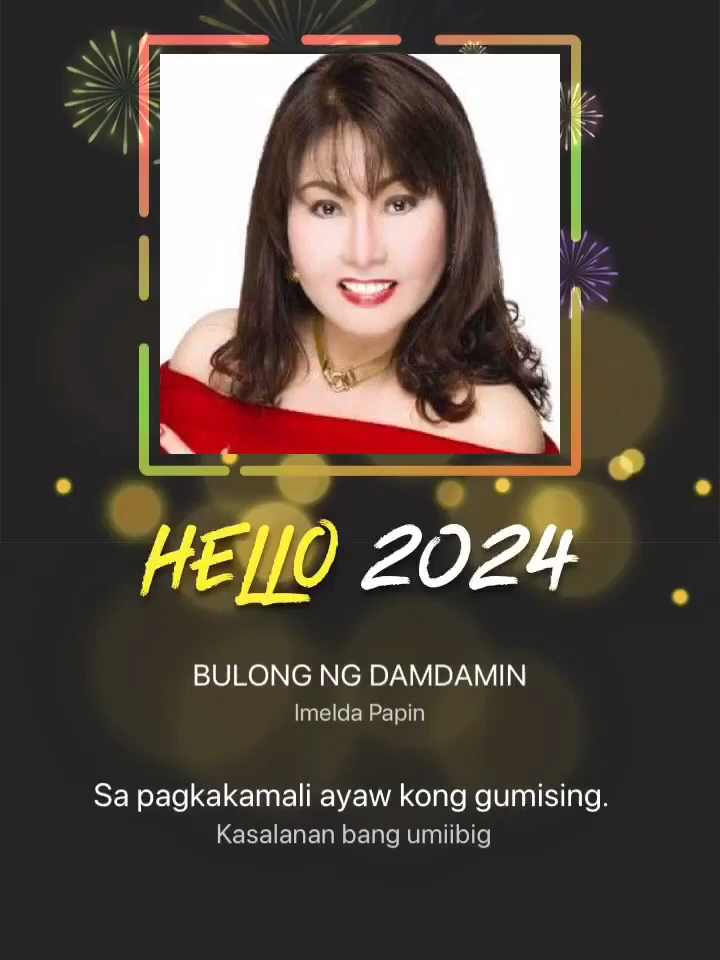 HELLO 2024
BULONG NG DAMDAMIN
Imelda Papin
Sa pagkakamali ayaw kong gumising.
Kasalanan bang umiibig